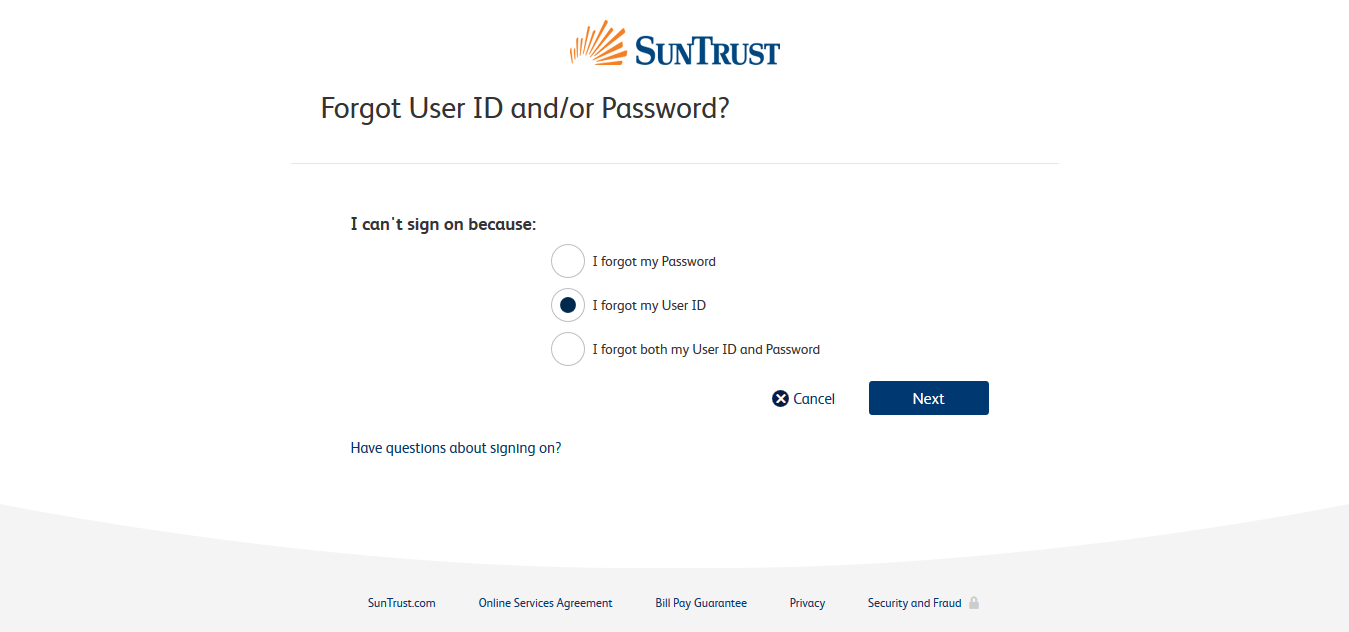 SUNTRUST
Forgot User ID and/or Password?
I can't sign on because:
I forgot my Password
I forgot my User ID
I forgot both my User ID and Password
Cancel Next
Have questions about signing on?
SunTrust.com Online Services Agreement Bill Pay Guarantee Privacy Security and Fraud